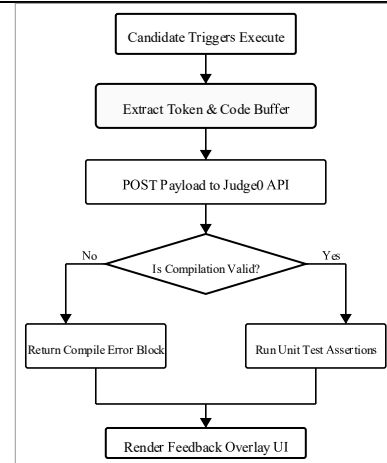 Candidate Triggers Execute
Extract Token & Code Buffer
POST Payload to Judge0 API
No
Yes
Is Compilation Valid?
Return Compile Error Block
Run Unit Test Assertions
Render Feedback Overlay UI